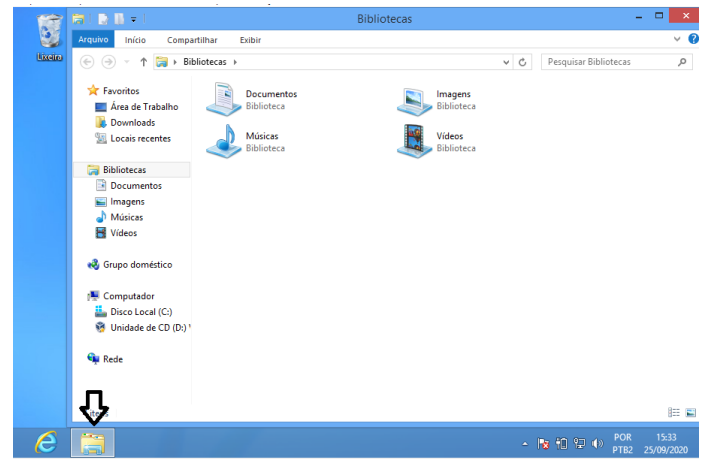 Bibliotecas
Lixeira
Arquivo Início Compartilhar Exibir
Bibliotecas
Pesquisar Bibliotecas
Favoritos
Área de Trabalho
Downloads
Locais recentes
Bibliotecas
Documentos
Imagens
Músicas
Vídeos
Grupo doméstico
Computador
Disco Local (C:)
Unidade de CD (D:)
Rede
Documentos
Biblioteca
Imagens
Biblioteca
Músicas
Biblioteca
Vídeos
Biblioteca
POR 15:33
PTB2 25/09/2020